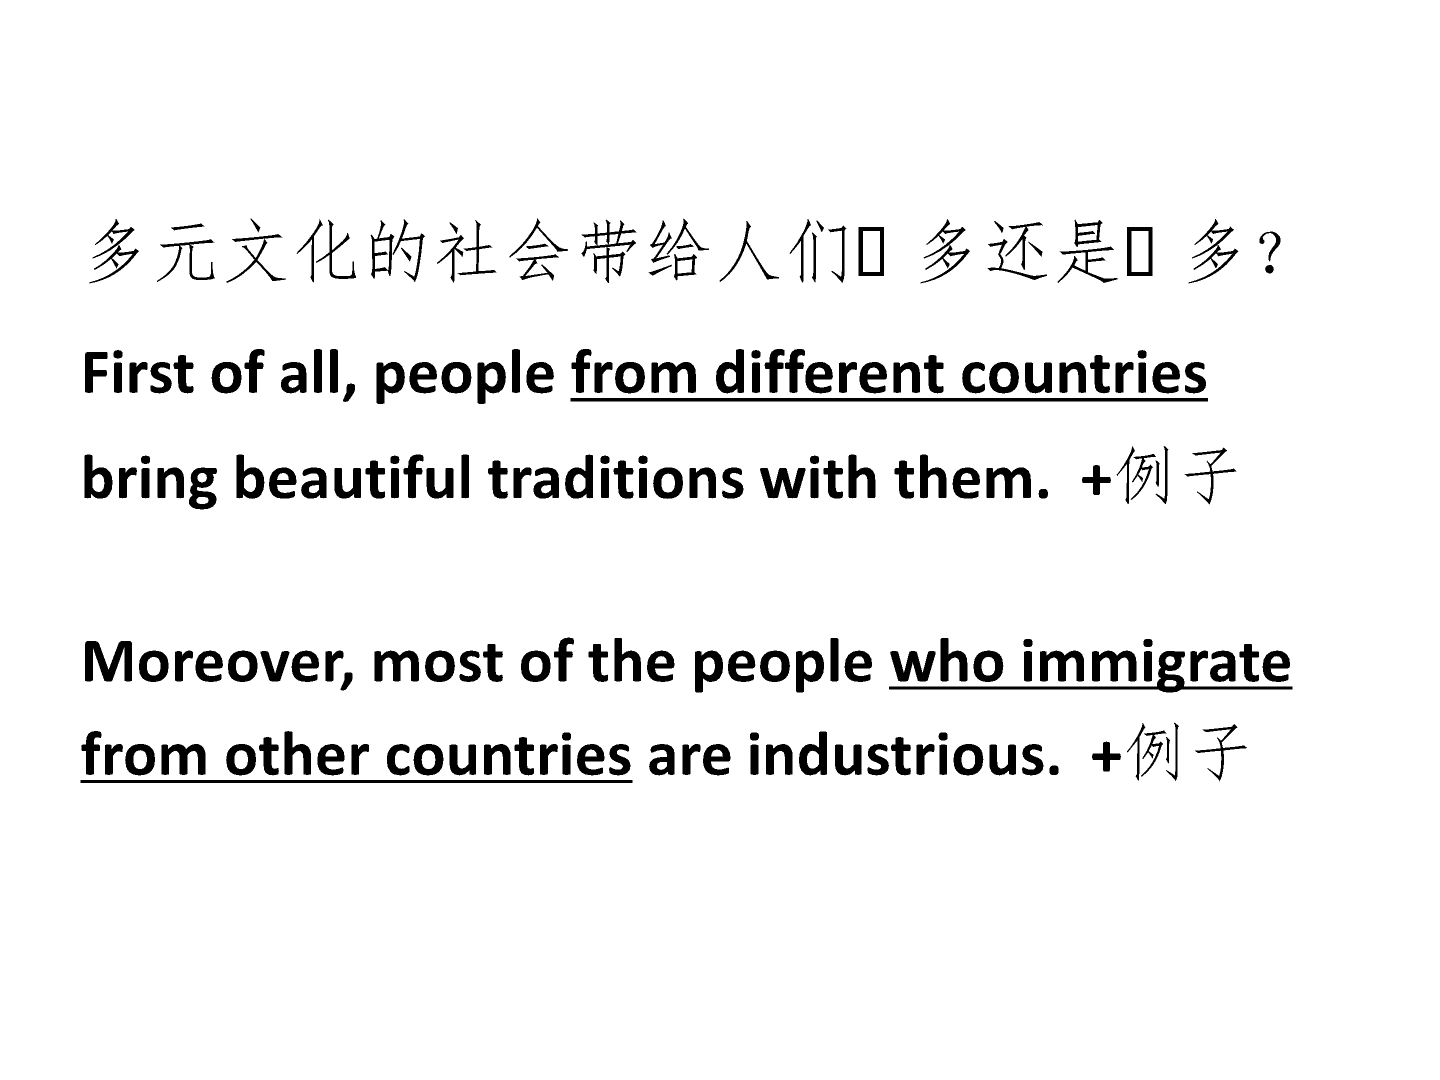 多元文化的社会带给人们 多还是 多？
First of all, people from different countries
bring beautiful traditions with them. +例子
Moreover, most of the people who immigrate
from other countries are industrious. +例子